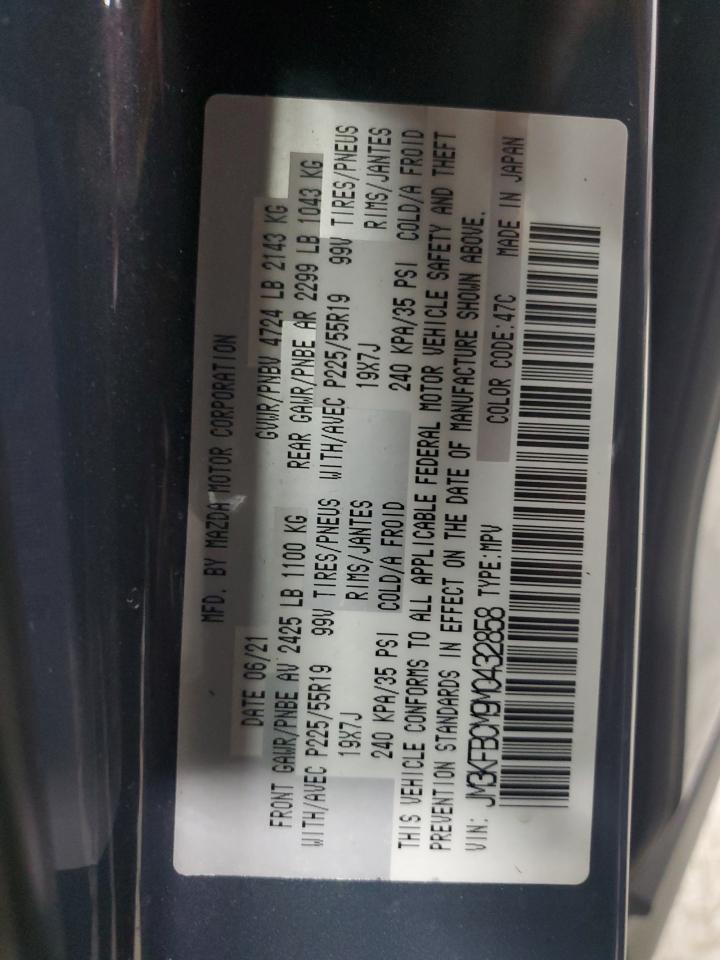 MFD. BY MAZDA MOTOR CORPORATION
DATE 06/21 GVWR/PNBV 4724 LB 2143 KG
FRONT GAWR/PNBE AV 2425 LB 1100 KG REAR GAWR/PNBE AR 2299 LB 1043 KG
WITH/AVEC P225/55R19 99V TIRES/PNEUS WITH/AVEC P225/55R19 99V TIRES/PNEUS
19X7J RIMS/JANTES 19X7J RIMS/JANTES
240 KPA/35 PSI COLD/A FROID 240 KPA/35 PSI COLD/A FROID
THIS VEHICLE CONFORMS TO ALL APPLICABLE FEDERAL MOTOR VEHICLE SAFETY AND THEFT
PREVENTION STANDARDS IN EFFECT ON THE DATE OF MANUFACTURE SHOWN ABOVE.
VIN: JM3KFBCM9M0432858 TYPE:MPV COLOR CODE:47C MADE IN JAPAN